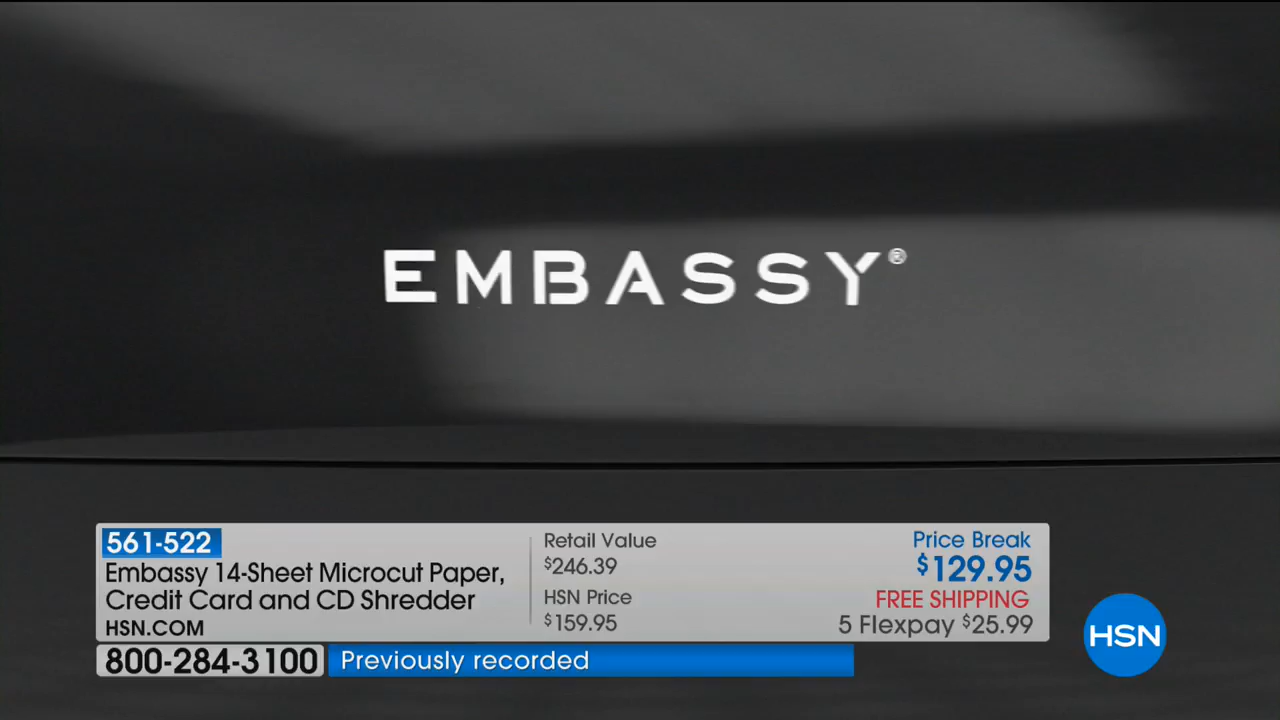 EMBASSY®
561-522
Embassy 14-Sheet Microcut Paper,
Credit Card and CD Shredder
HSN.COM
Retail Value
$246.39
HSN Price
$159.95
Price Break
$129.95
FREE SHIPPING
5 Flexpay $25.99
800-284-3100
Previously recorded
HSN